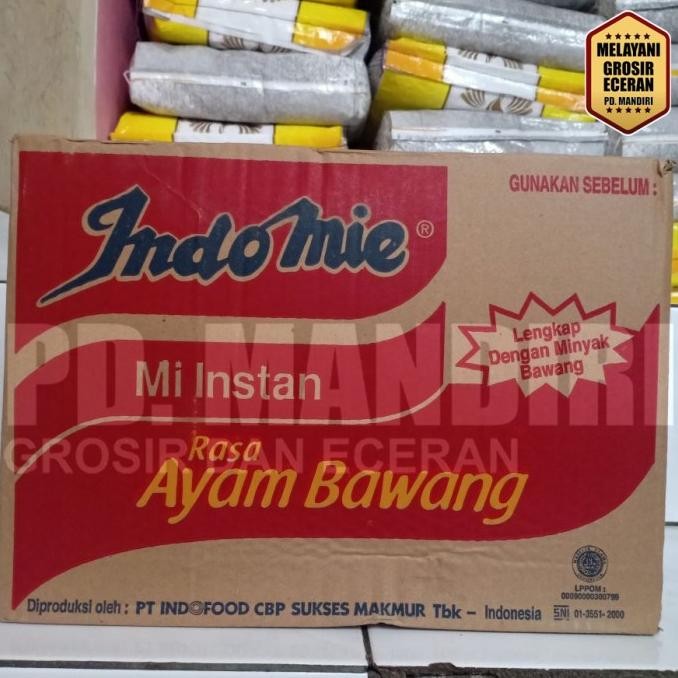 MELAYANI
GROSIR
ECERAN
PD. MANDIRI
GUNAKAN SEBELUM :
Indomie ®
Lengkap
Dengan Minyak
Bawang
Mi Instan
PD. MANDIRI
GROSIR DAN ECERAN
Rasa
Ayam Bawang
LPPOM :
00090000300799
Diproduksi oleh : PT INDOFOOD CBP SUKSES MAKMUR Tbk – Indonesia SNI 01-3551-2000